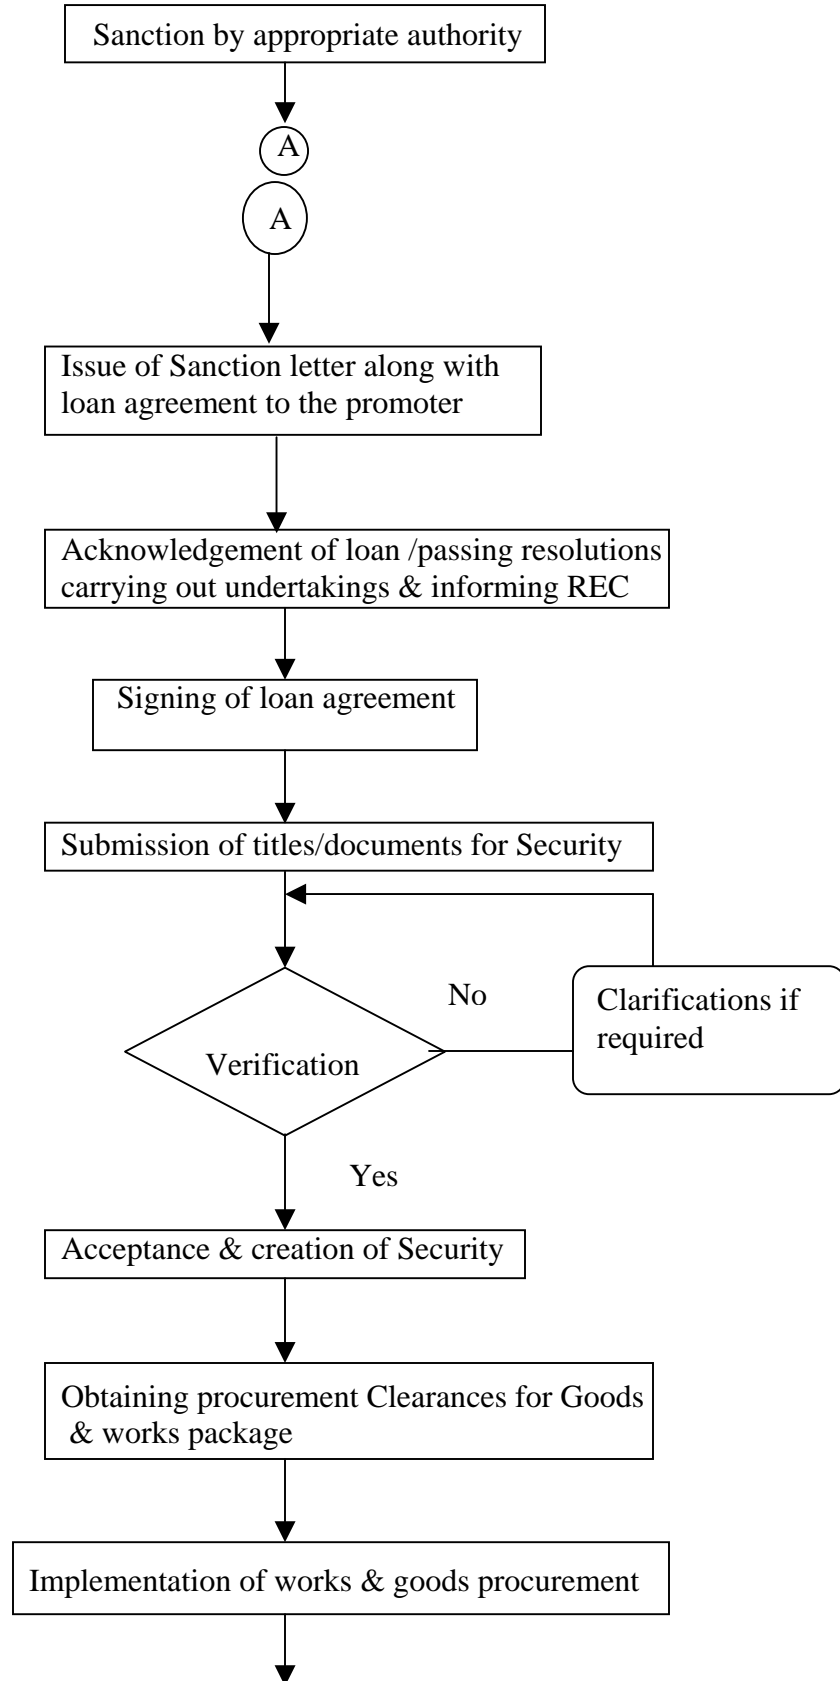 Sanction by appropriate authority
A
A
Issue of Sanction letter along with
loan agreement to the promoter
Acknowledgement of loan /passing resolutions
carrying out undertakings & informing REC
Signing of loan agreement
Submission of titles/documents for Security
No
Clarifications if
required
Verification
Yes
Acceptance & creation of Security
Obtaining procurement Clearances for Goods
& works package
Implementation of works & goods procurement